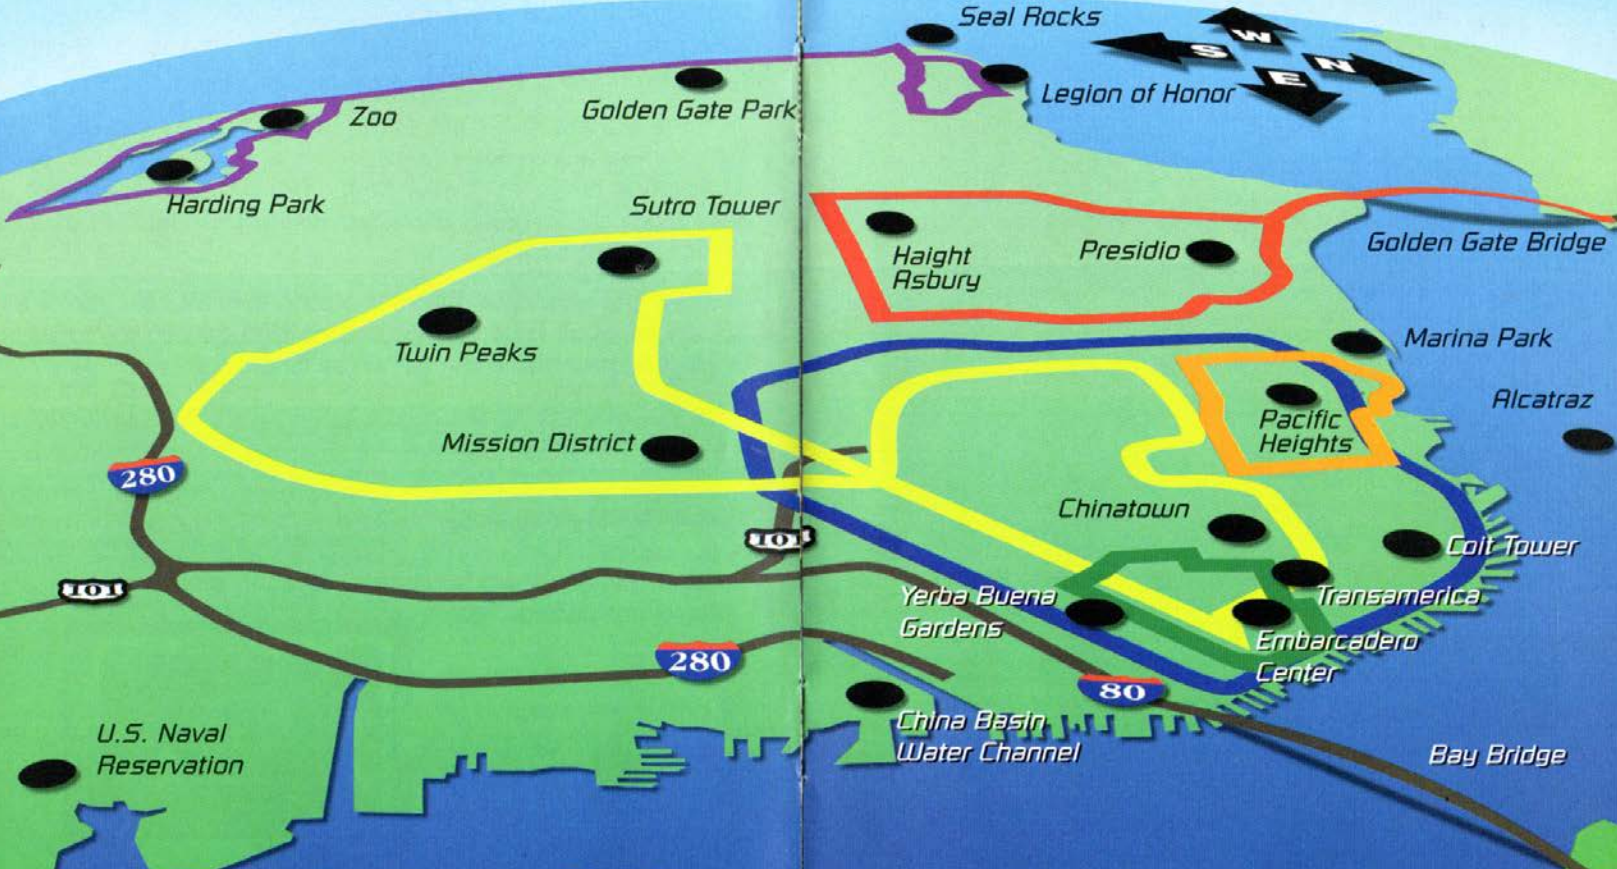 Seal Rocks
W
S
N
E
Legion of Honor
Golden Gate Park
Zoo
Harding Park
Sutro Tower
Haight
Asbury
Presidio
Golden Gate Bridge
Twin Peaks
Marina Park
Alcatraz
Pacific
Heights
Mission District
280
Chinatown
101
Coit Tower
101
Yerba Buena
Gardens
Transamerica
Embarcadero
Center
280
80
China Basin
Water Channel
U.S. Naval
Reservation
Bay Bridge